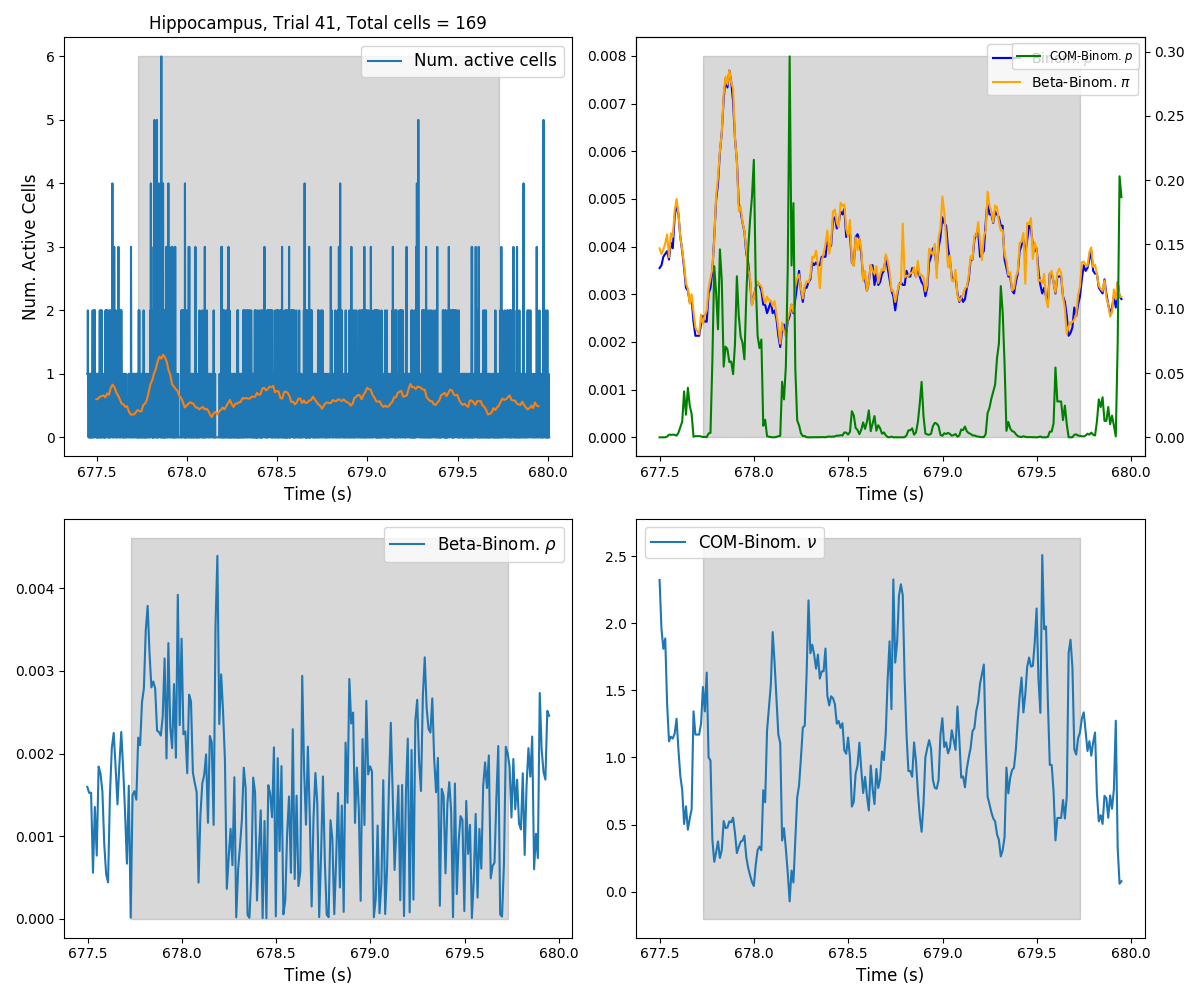 Hippocampus, Trial 41, Total cells = 169
Num. active cells
Num. Active Cells
6
5
4
3
2
1
0
677.5 678.0 678.5 679.0 679.5 680.0
Time (s)
COM-Binom. p
Beta-Binom. π
0.008
0.007
0.006
0.005
0.004
0.003
0.002
0.001
0.000
0.30
0.25
0.20
0.15
0.10
0.05
0.00
677.5 678.0 678.5 679.0 679.5 680.0
Time (s)
Beta-Binom. ρ
0.004
0.003
0.002
0.001
0.000
677.5 678.0 678.5 679.0 679.5 680.0
Time (s)
COM-Binom. ν
2.5
2.0
1.5
1.0
0.5
0.0
677.5 678.0 678.5 679.0 679.5 680.0
Time (s)